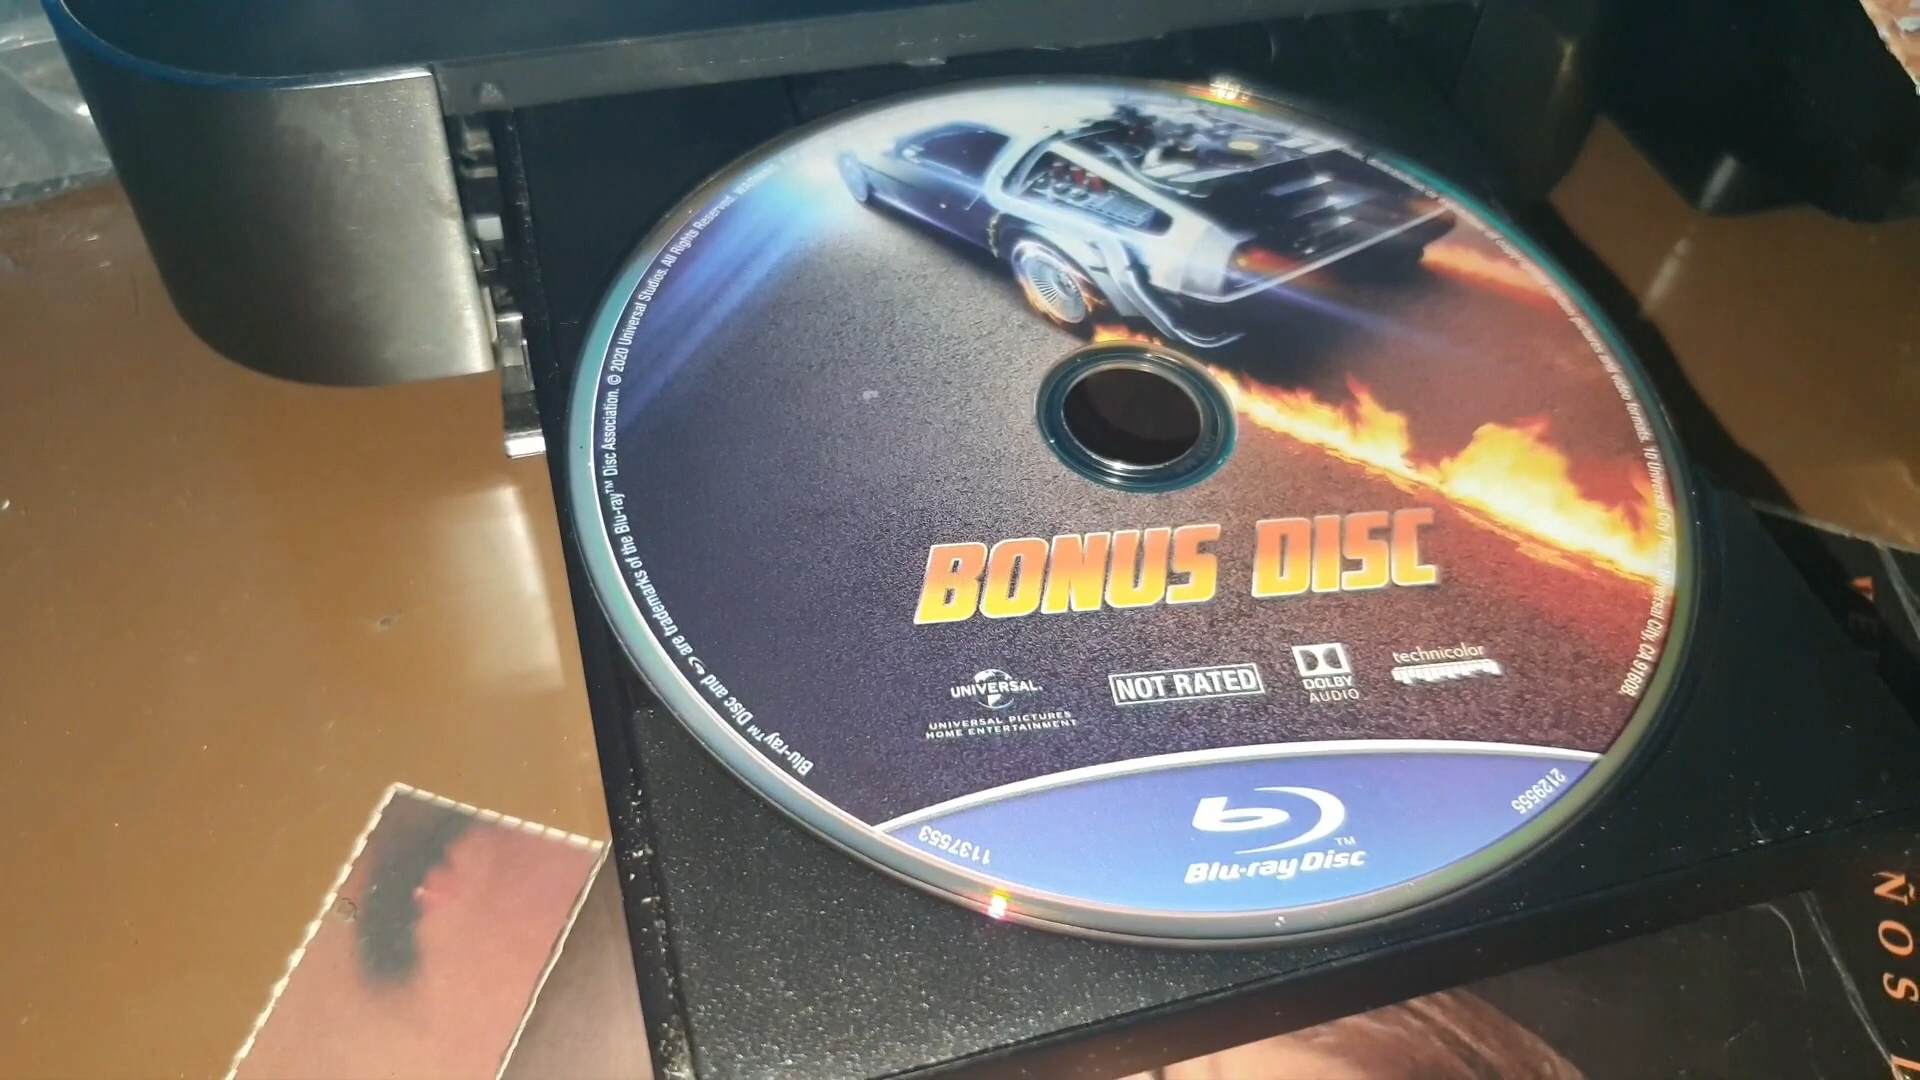 BONUS DISC
UNIVERSAL
UNIVERSAL PICTURES
HOME ENTERTAINMENT
NOT RATED
DOLBY
AUDIO
technicolor
Blu-ray Disc
TM
1137553
2129555
Blu-ray™ Disc and are trademarks of the Blu-ray™ Disc Association. © 2020 Universal Studios. All Rights Reserved.
10 Universal City
Universal City, CA 91608.